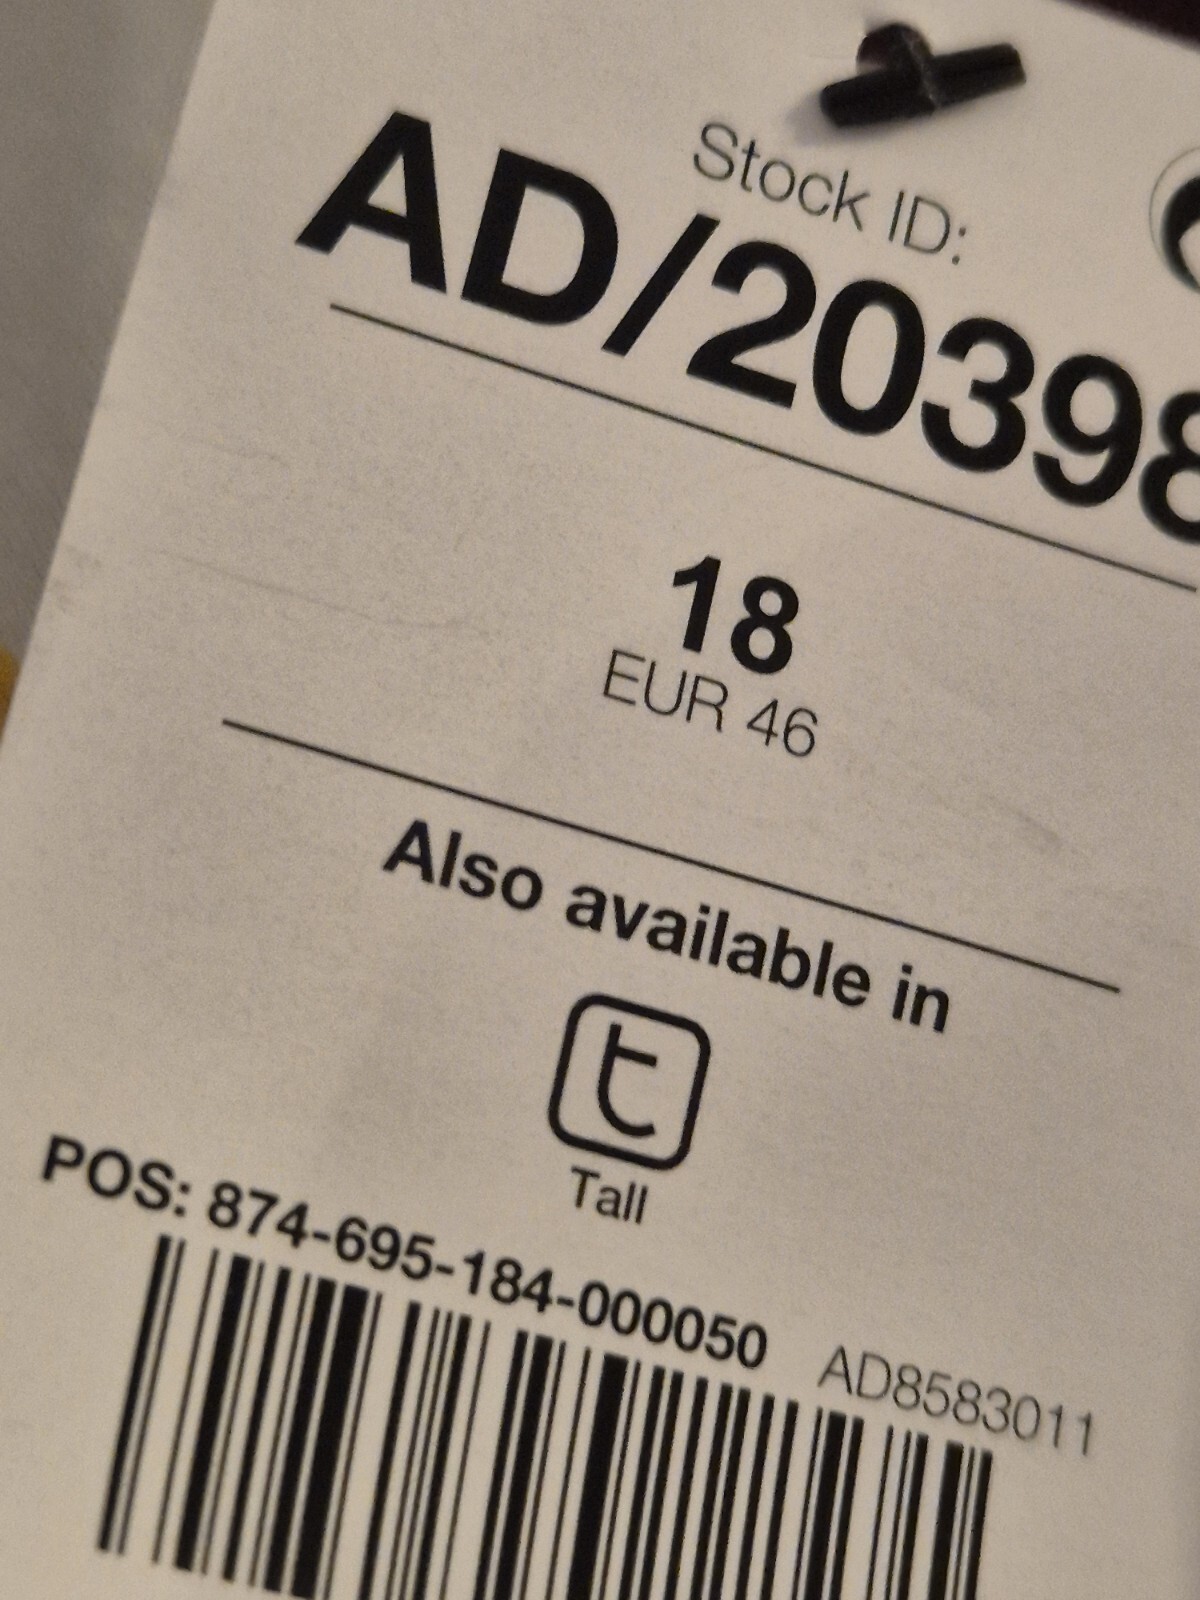 Stock ID:
AD/20398
18
EUR 46
Also available in
t
Tall
POS: 874-695-184-000050 AD8583011